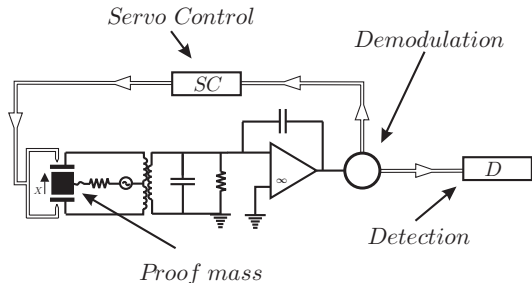 Servo Control
Demodulation
SC
∞
X
D
Detection
Proof mass